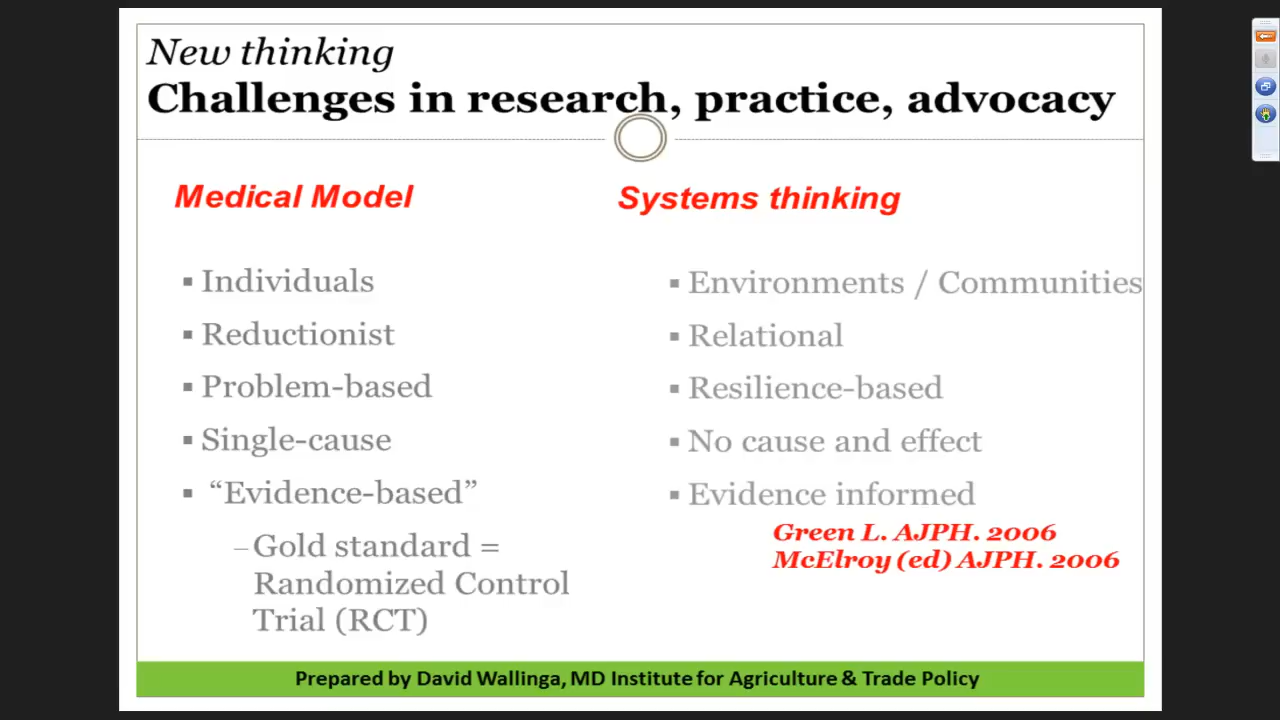 New thinking
Challenges in research, practice, advocacy
Medical Model
▪ Individuals
▪ Reductionist
▪ Problem-based
▪ Single-cause
▪ “Evidence-based”
– Gold standard =
Randomized Control
Trial (RCT)
Systems thinking
▪ Environments / Communities
▪ Relational
▪ Resilience-based
▪ No cause and effect
▪ Evidence informed
Green L. AJPH. 2006
McElroy (ed) AJPH. 2006
Prepared by David Wallinga, MD Institute for Agriculture & Trade Policy